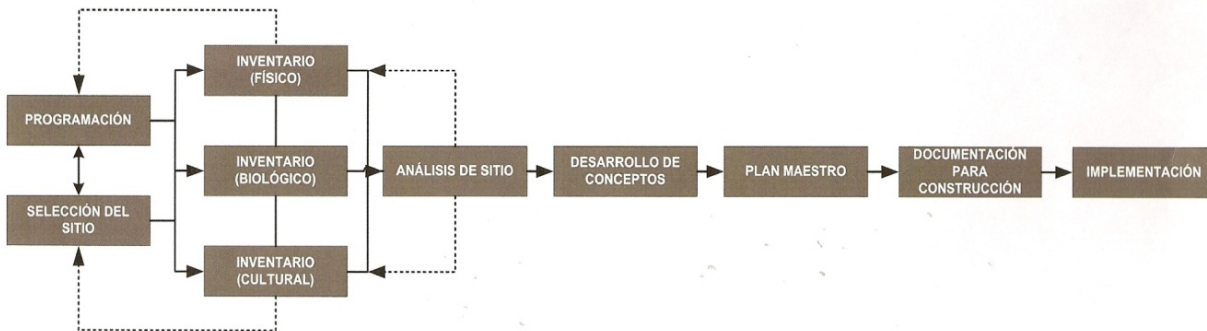 INVENTARIO
(FÍSICO)
PROGRAMACIÓN
INVENTARIO
(BIOLÓGICO)
SELECCIÓN DEL
SITIO
INVENTARIO
(CULTURAL)
ANÁLISIS DE SITIO
DESARROLLO DE
CONCEPTOS
PLAN MAESTRO
DOCUMENTACIÓN
PARA
CONSTRUCCIÓN
IMPLEMENTACIÓN